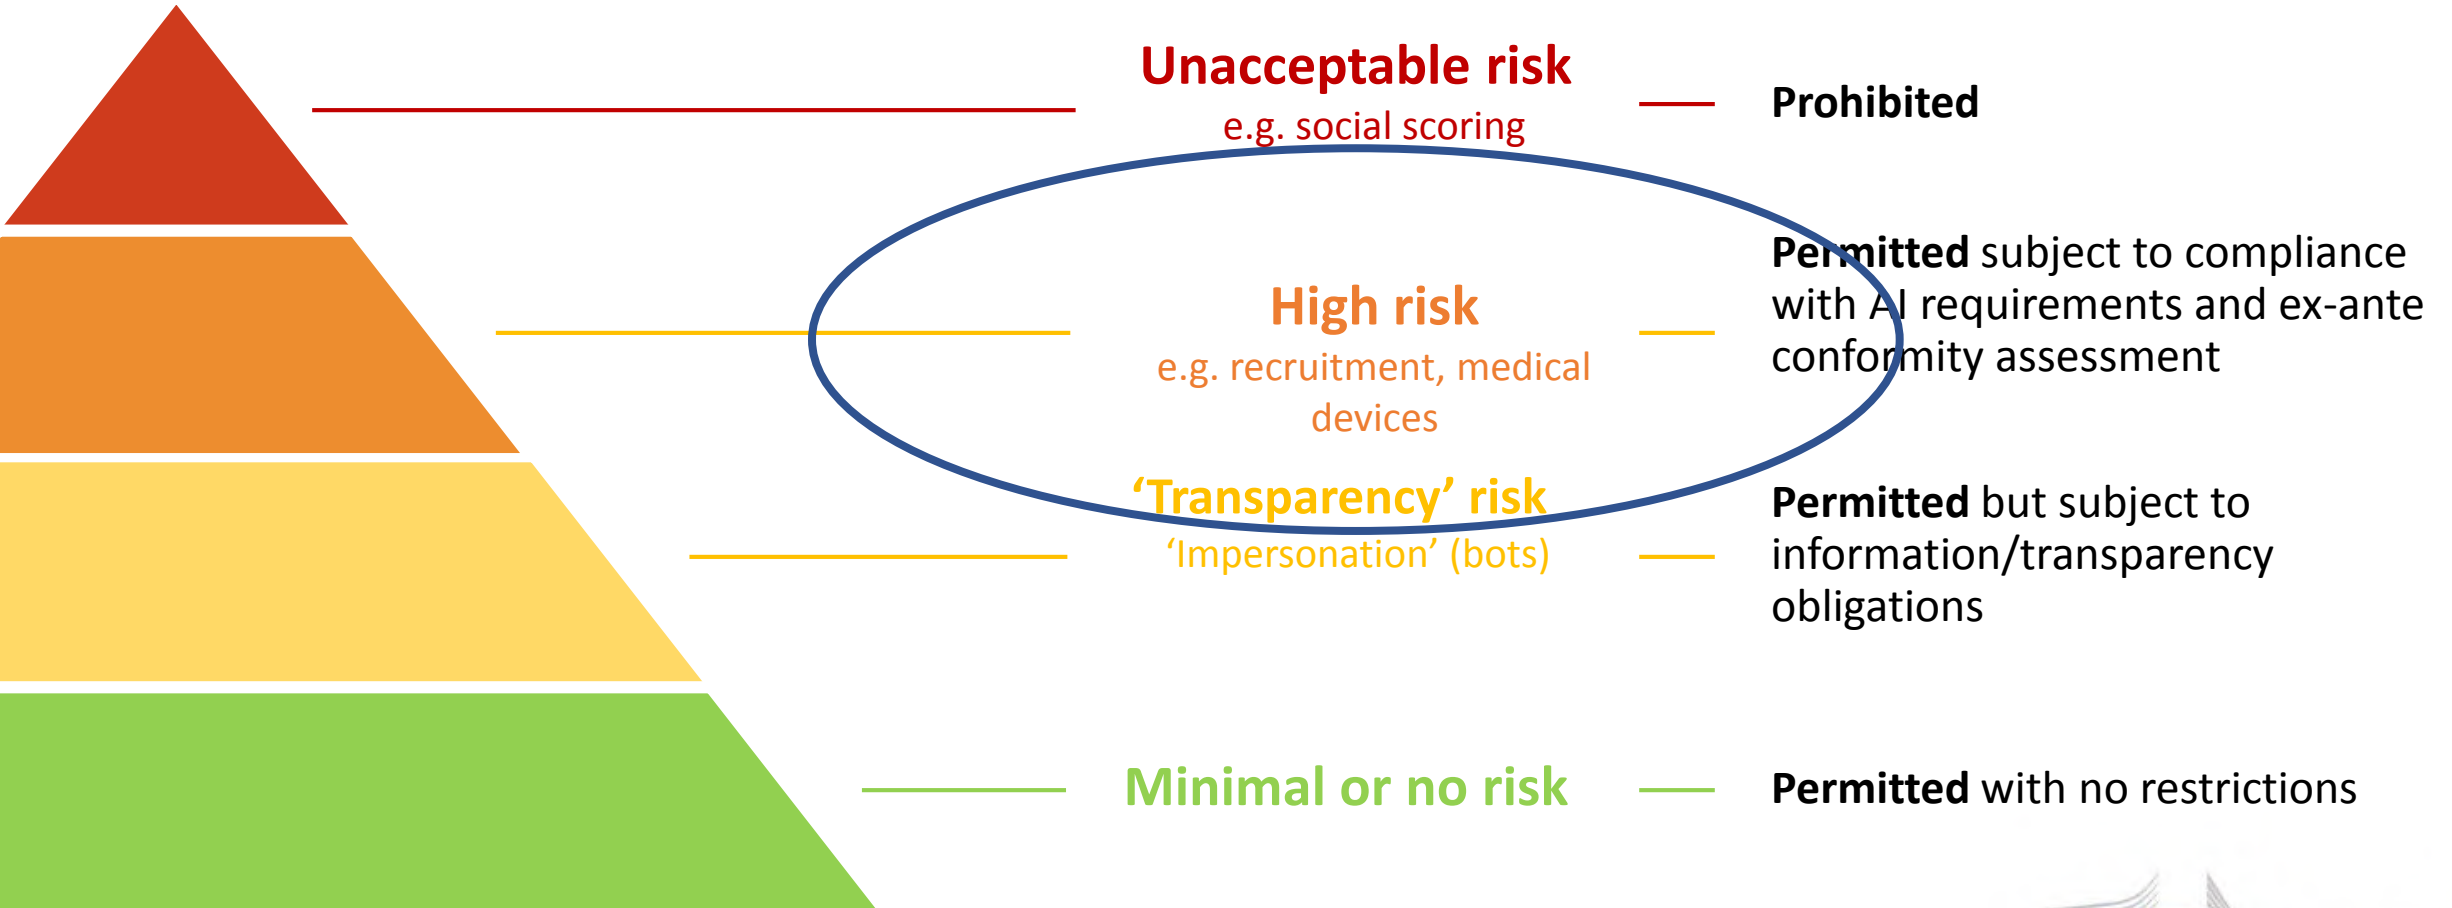 Unacceptable risk
e.g. social scoring
Prohibited
High risk
e.g. recruitment, medical
devices
Permitted subject to compliance
with AI requirements and ex-ante
conformity assessment
‘Transparency’ risk
‘Impersonation’ (bots)
Permitted but subject to
information/transparency
obligations
Minimal or no risk
Permitted with no restrictions